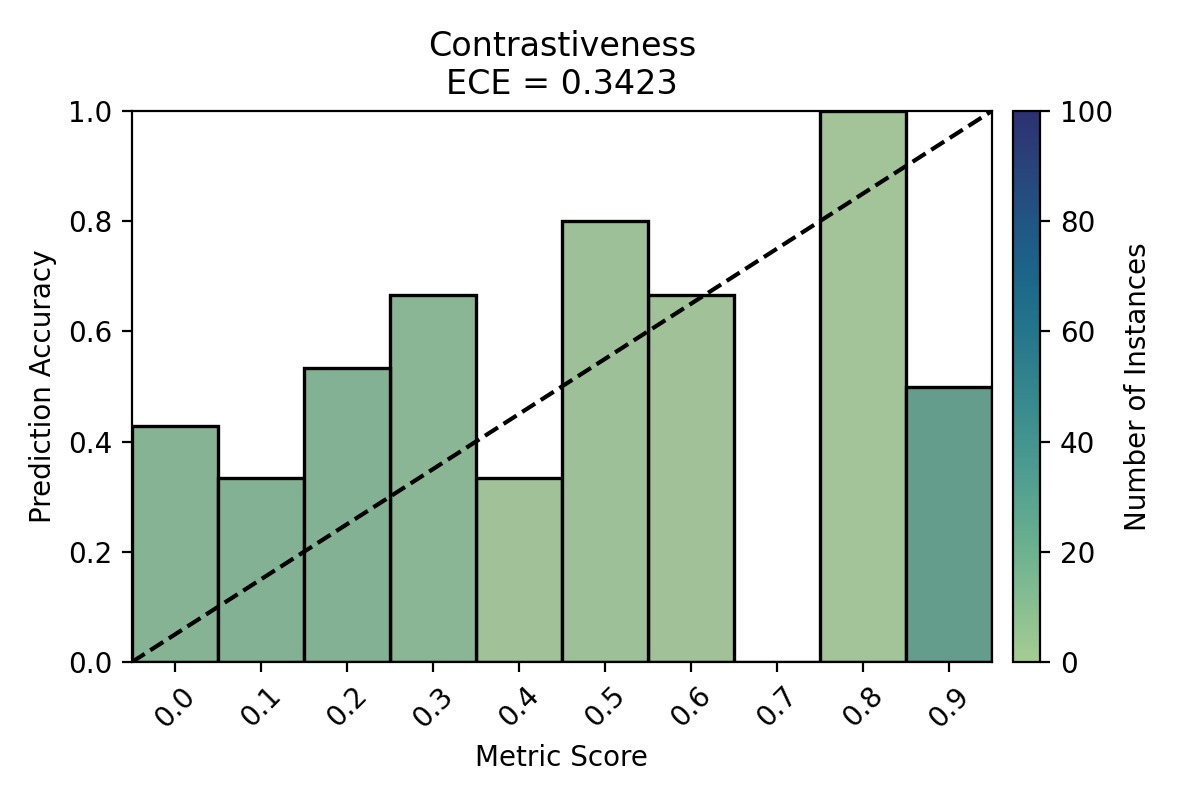 Contrastiveness
ECE = 0.3423
1.0
0.8
0.6
0.4
0.2
0.0
Prediction Accuracy
0.0 0.1 0.2 0.3 0.4 0.5 0.6 0.7 0.8 0.9
Metric Score
100
80
60
40
20
0
Number of Instances